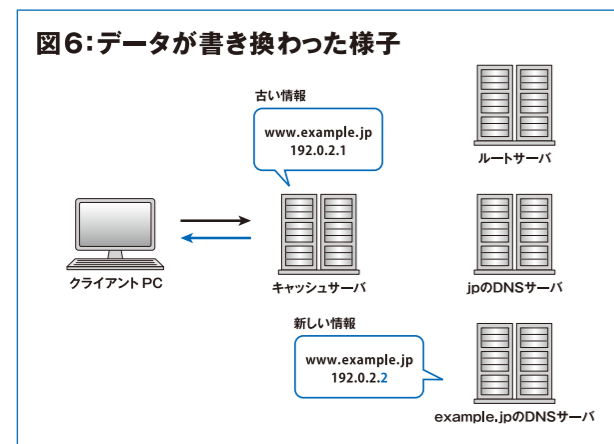 図6:データが書き換わった様子
古い情報
www.example.jp
192.0.2.1
ルートサーバ
クライアントPC
キャッシュサーバ
jpのDNSサーバ
新しい情報
www.example.jp
192.0.2.2
example.jpのDNSサーバ